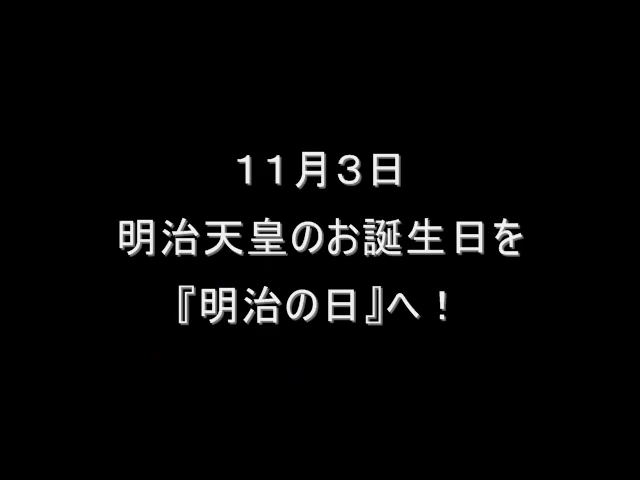 １１月３日
明治天皇のお誕生日を
『明治の日』へ！